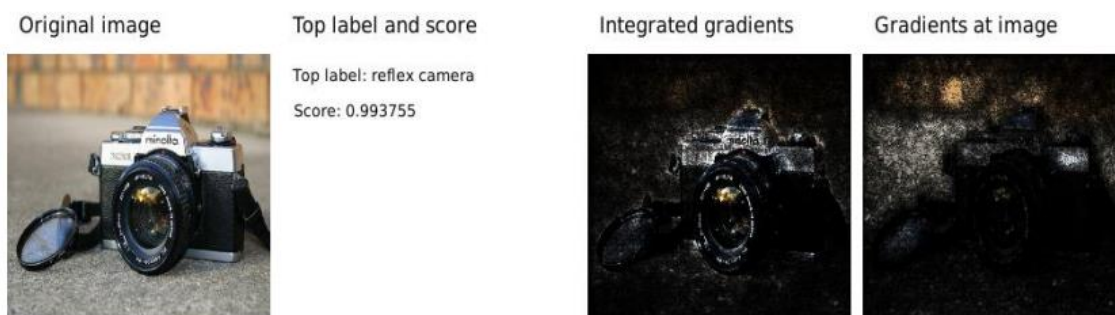 Original image
Top label and score
Integrated gradients
Gradients at image
Top label: reflex camera
Score: 0.993755
minolta